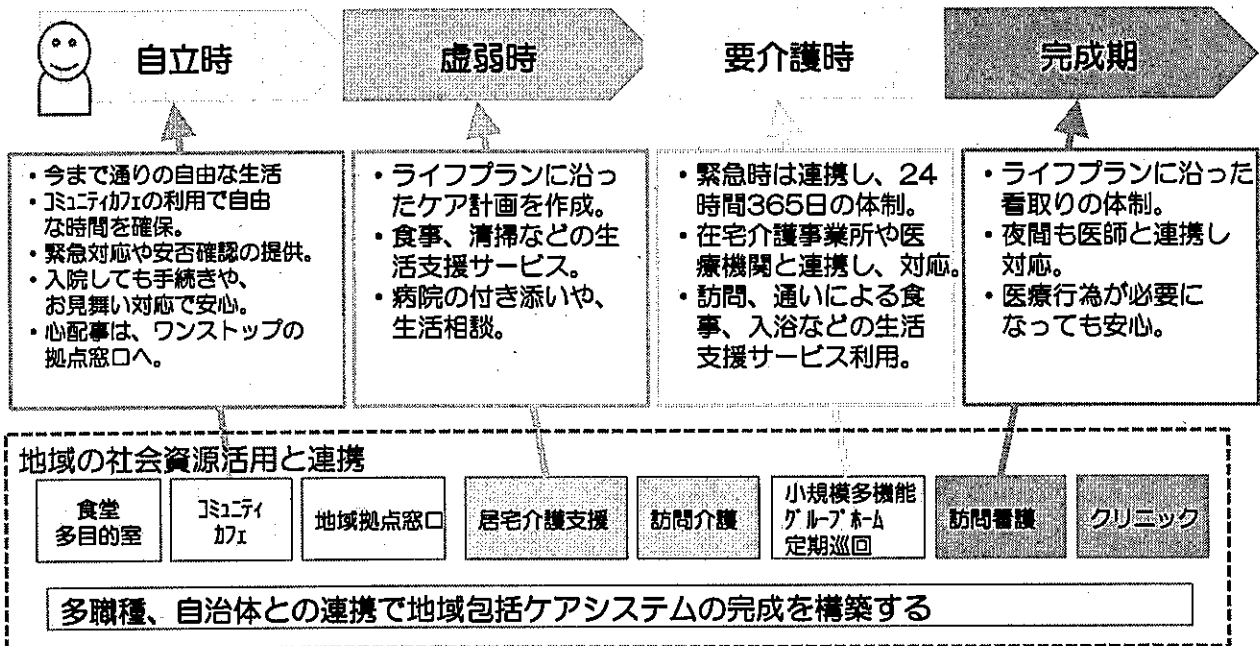 自立時
虚弱時
要介護時
完成期
・今まで通りの自由な生活
・ｺﾐｭﾆﾃｨｶﾌｪの利用で自由
な時間を確保。
・緊急対応や安否確認の提供。
・入院しても手続きや、
お見舞い対応で安心。
・心配事は、ワンストップの
拠点窓口へ。
・ライフプランに沿っ
たケア計画を作成。
・食事、清掃などの生
活支援サービス。
・病院の付き添いや、
生活相談。
・緊急時は連携し、24
時間365日の体制。
・在宅介護事業所や医
療機関と連携し、対応。
・訪問、通いによる食
事、入浴などの生活
支援サービス利用。
・ライフプランに沿った
看取りの体制。
・夜間も医師と連携し
対応。
・医療行為が必要に
なっても安心。
地域の社会資源活用と連携
食堂
多目的室
ｺﾐｭﾆﾃｨ
ｶﾌｪ
地域拠点窓口
居宅介護支援
訪問介護
小規模多機能
ｸﾞﾙｰﾌﾟﾎｰﾑ
定期巡回
訪問看護
クリニック
多職種、自治体との連携で地域包括ケアシステムの完成を構築する